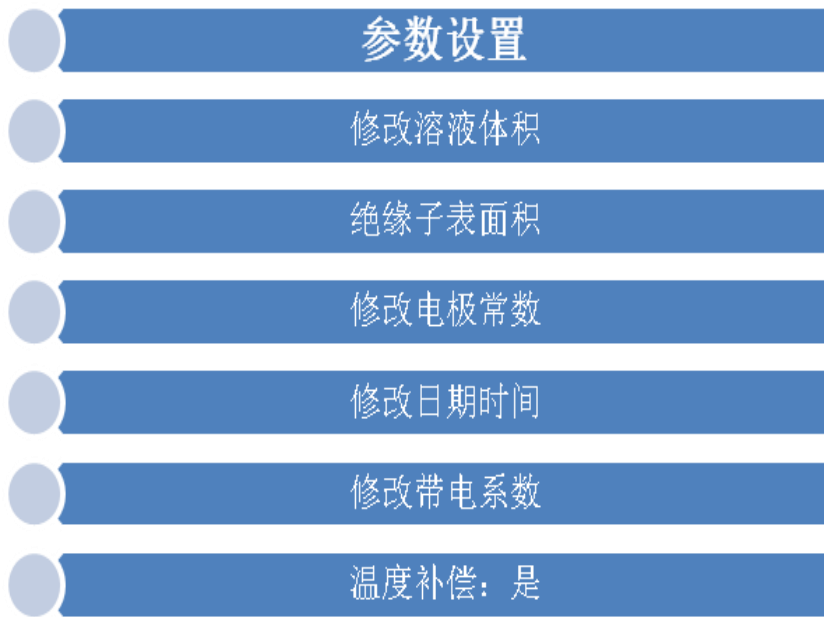 参数设置
修改溶液体积
绝缘子表面积
修改电极常数
修改日期时间
修改带电系数
温度补偿：是